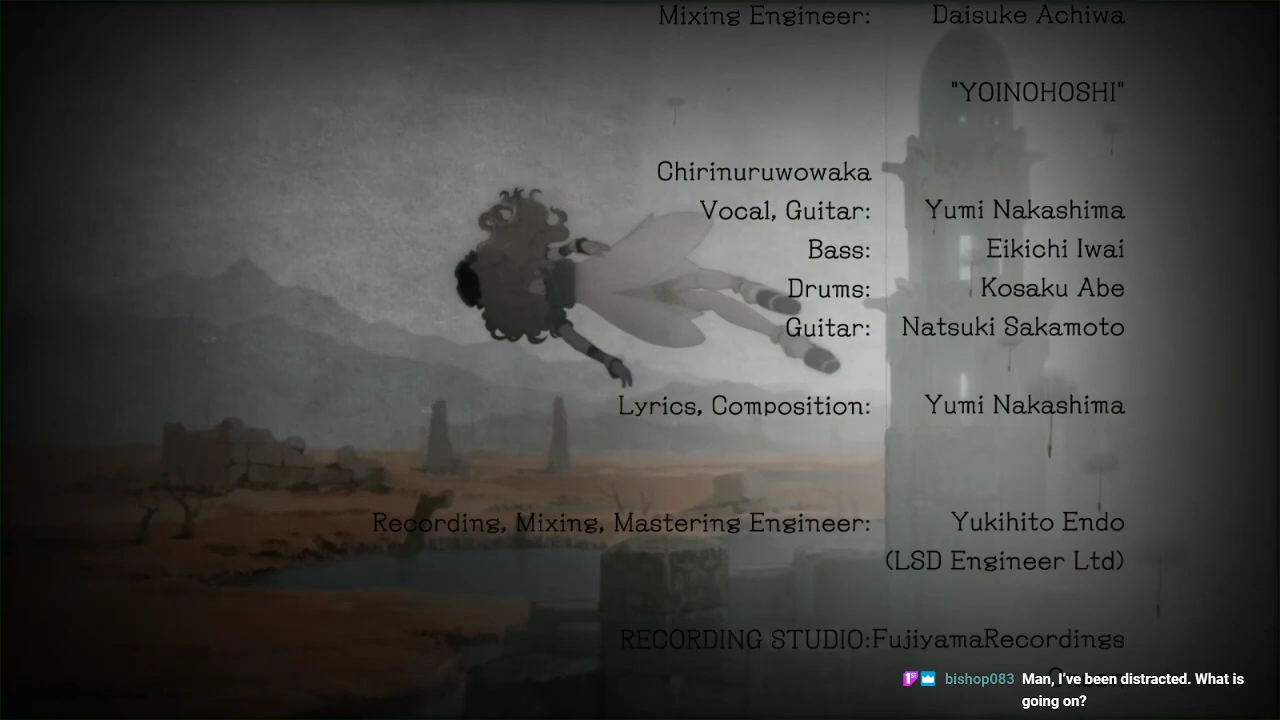 Mixing Engineer: Daisuke Achiwa
"YOINOHOSHI"
Chirinuruwowaka
Vocal, Guitar: Yumi Nakashima
Bass: Eikichi Iwai
Drums: Kosaku Abe
Guitar: Natsuki Sakamoto
Lyrics, Composition: Yumi Nakashima
Recording, Mixing, Mastering Engineer: Yukihito Endo
(LSD Engineer Ltd)
RECORDING STUDIO:FujiyamaRecordings
1ST bishop083 Man, I've been distracted. What is
going on?